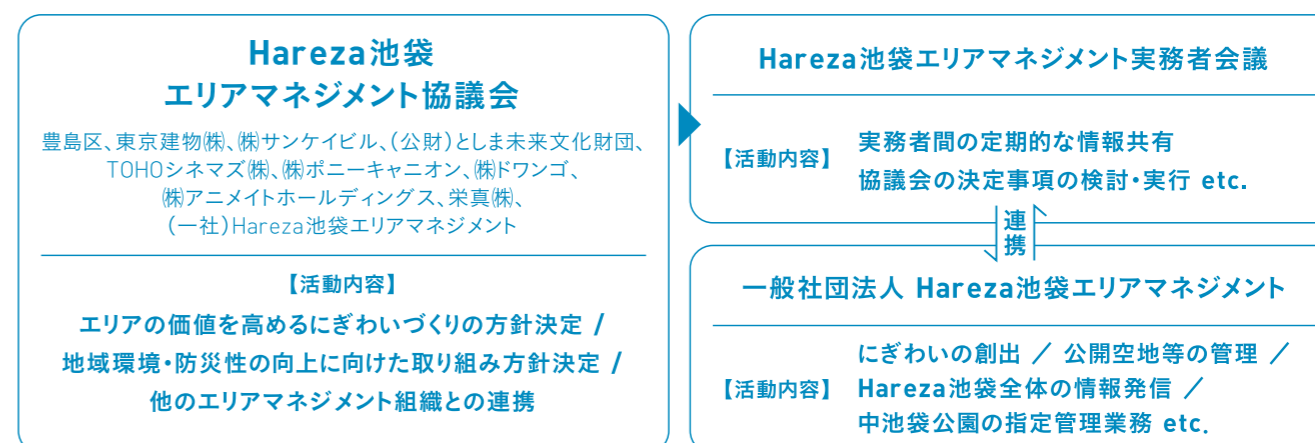 Hareza池袋
エリアマネジメント協議会
豊島区、東京建物㈱、㈱サンケイビル、(公財)としま未来文化財団、
TOHOシネマズ㈱、㈱ポニーキャニオン、㈱ドワンゴ、
㈱アニメイトホールディングス、栄真㈱、
(一社)Hareza池袋エリアマネジメント
【活動内容】
エリアの価値を高めるにぎわいづくりの方針決定 /
地域環境・防災性の向上に向けた取り組み方針決定 /
他のエリアマネジメント組織との連携
Hareza池袋エリアマネジメント実務者会議
【活動内容】
実務者間の定期的な情報共有
協議会の決定事項の検討・実行 etc.
連携
一般社団法人 Hareza池袋エリアマネジメント
【活動内容】
にぎわいの創出 ／ 公開空地等の管理 ／
Hareza池袋全体の情報発信 ／
中池袋公園の指定管理業務 etc.